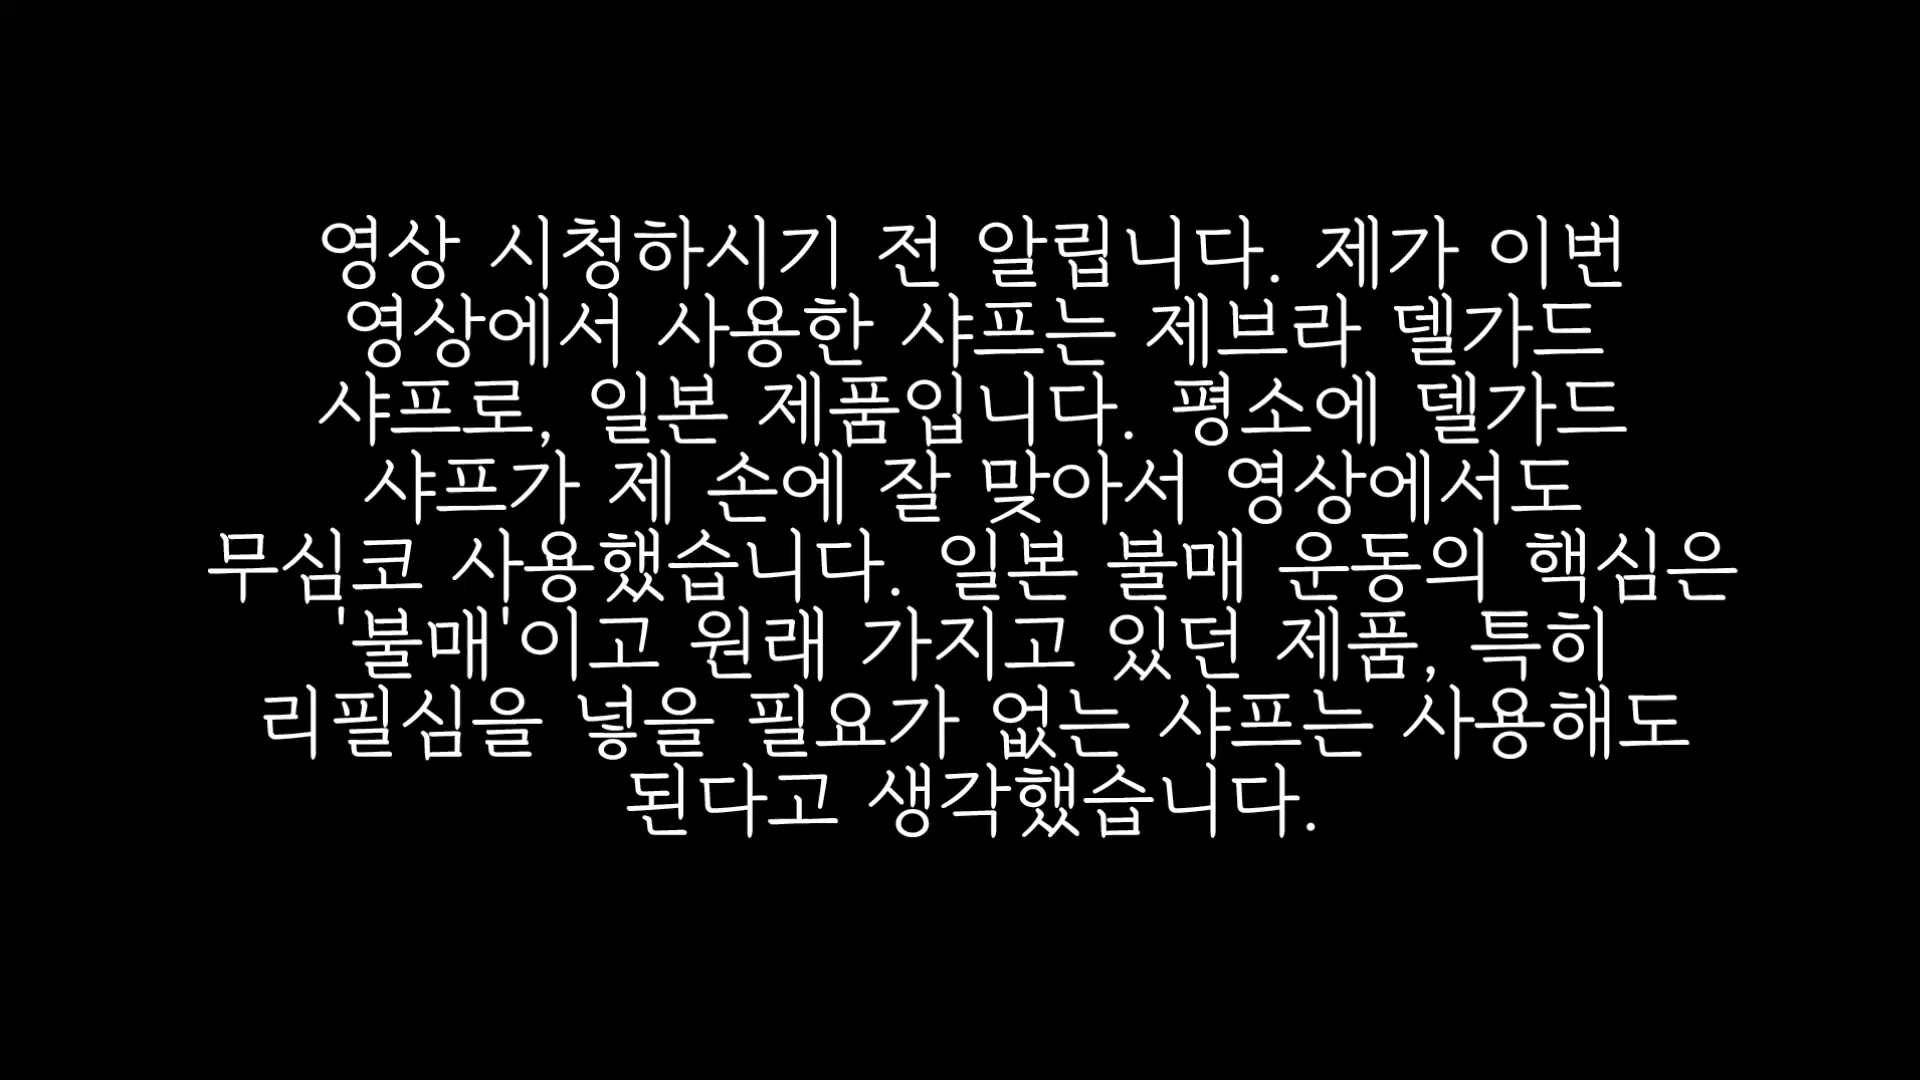 영상 시청하시기 전 알립니다. 제가 이번
영상에서 사용한 샤프는 제브라 델가드
샤프로, 일본 제품입니다. 평소에 델가드
샤프가 제 손에 잘 맞아서 영상에서도
무심코 사용했습니다. 일본 불매 운동의 핵심은
'불매'이고 원래 가지고 있던 제품, 특히
리필심을 넣을 필요가 없는 샤프는 사용해도
된다고 생각했습니다.